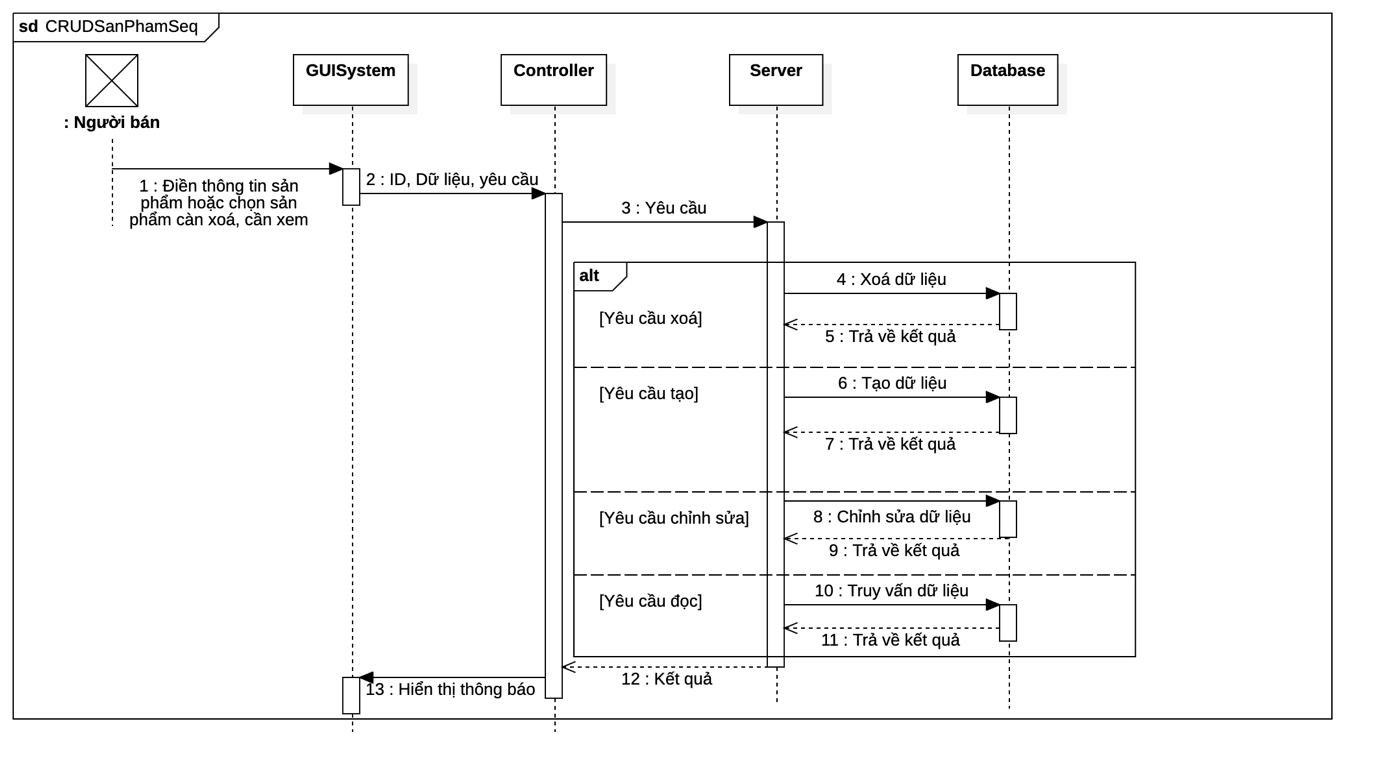 sd CRUDSanPhamSeq
GUISystem
Controller
Server
Database
: Người bán
1 : Điền thông tin sản
phẩm hoặc chọn sản
phẩm càn xoá, cần xem
2 : ID, Dữ liệu, yêu cầu
3 : Yêu cầu
alt
[Yêu cầu xoá]
4 : Xoá dữ liệu
5 : Trả về kết quả
[Yêu cầu tạo]
6 : Tạo dữ liệu
7 : Trả về kết quả
[Yêu cầu chỉnh sửa]
8 : Chỉnh sửa dữ liệu
9 : Trả về kết quả
[Yêu cầu đọc]
10 : Truy vấn dữ liệu
11 : Trả về kết quả
12 : Kết quả
13 : Hiển thị thông báo